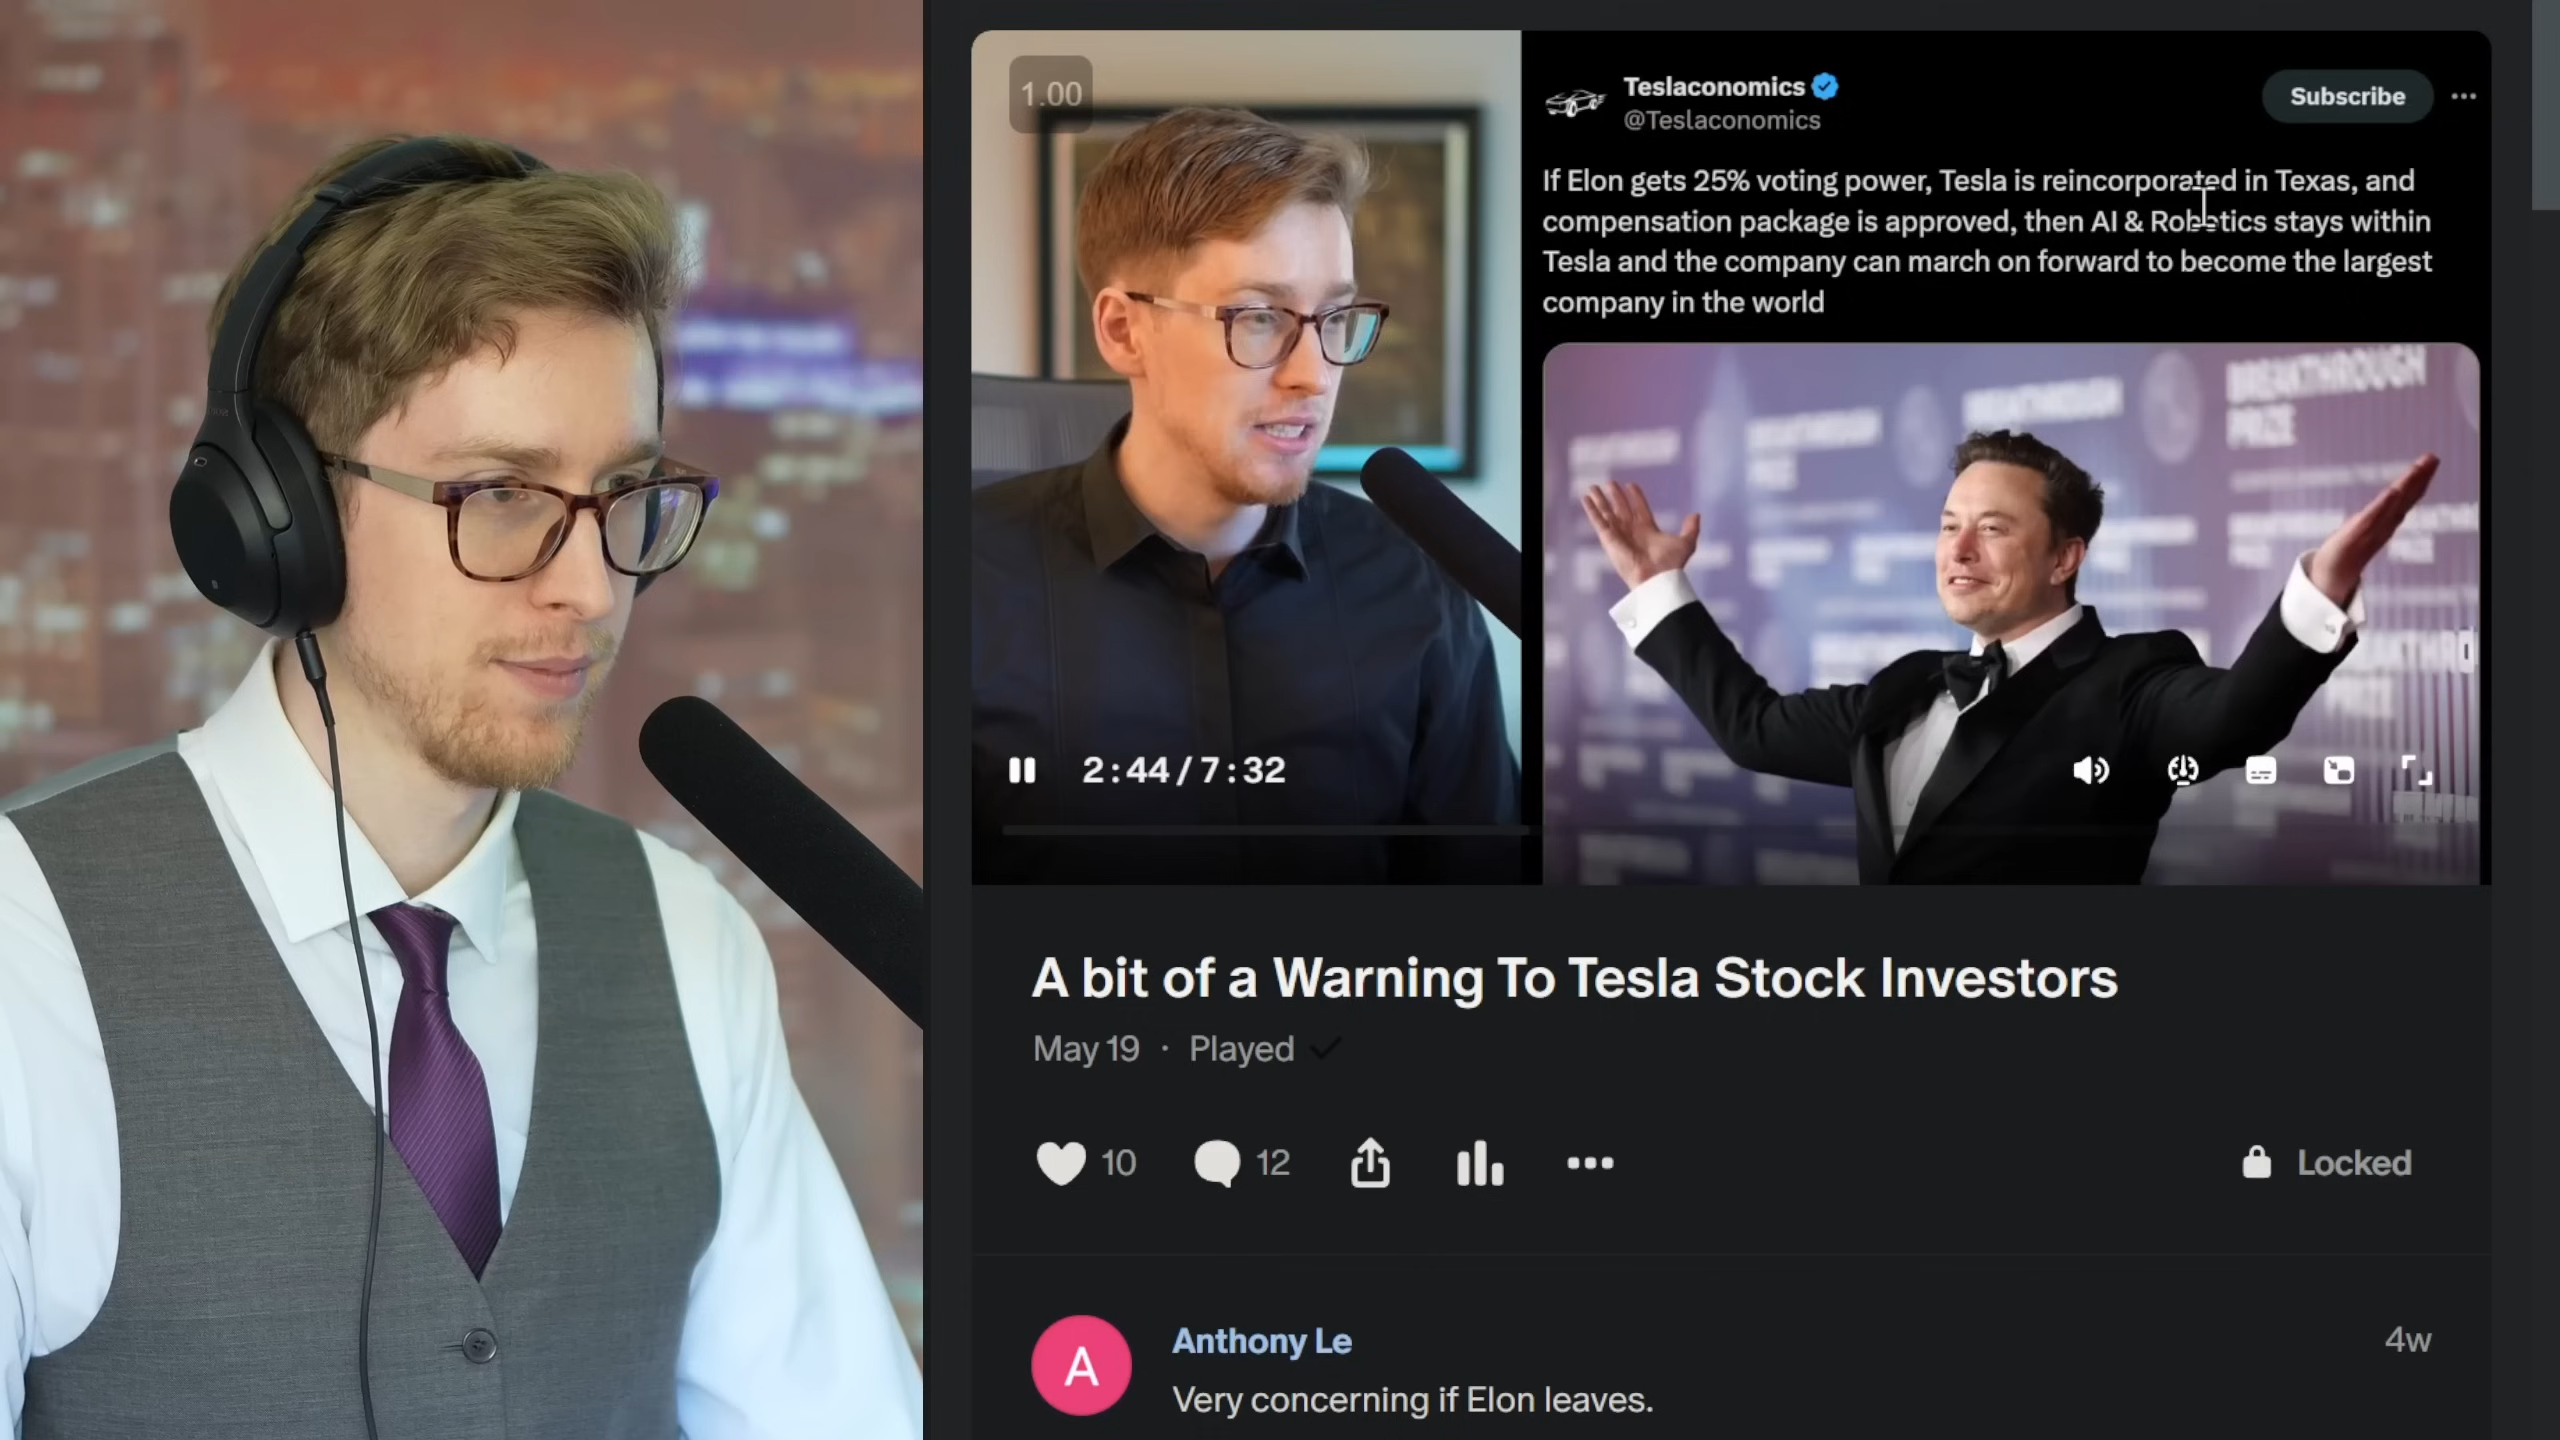 1.00
Teslaconomics
@Teslaconomics
Subscribe
If Elon gets 25% voting power, Tesla is reincorporated in Texas, and
compensation package is approved, then AI & Robotics stays within
Tesla and the company can march on forward to become the largest
company in the world
BREAKTHROUGH
PRIZE
2:44 / 7:32
A bit of a Warning To Tesla Stock Investors
May 19 · Played
10
12
Locked
A
Anthony Le
4w
Very concerning if Elon leaves.